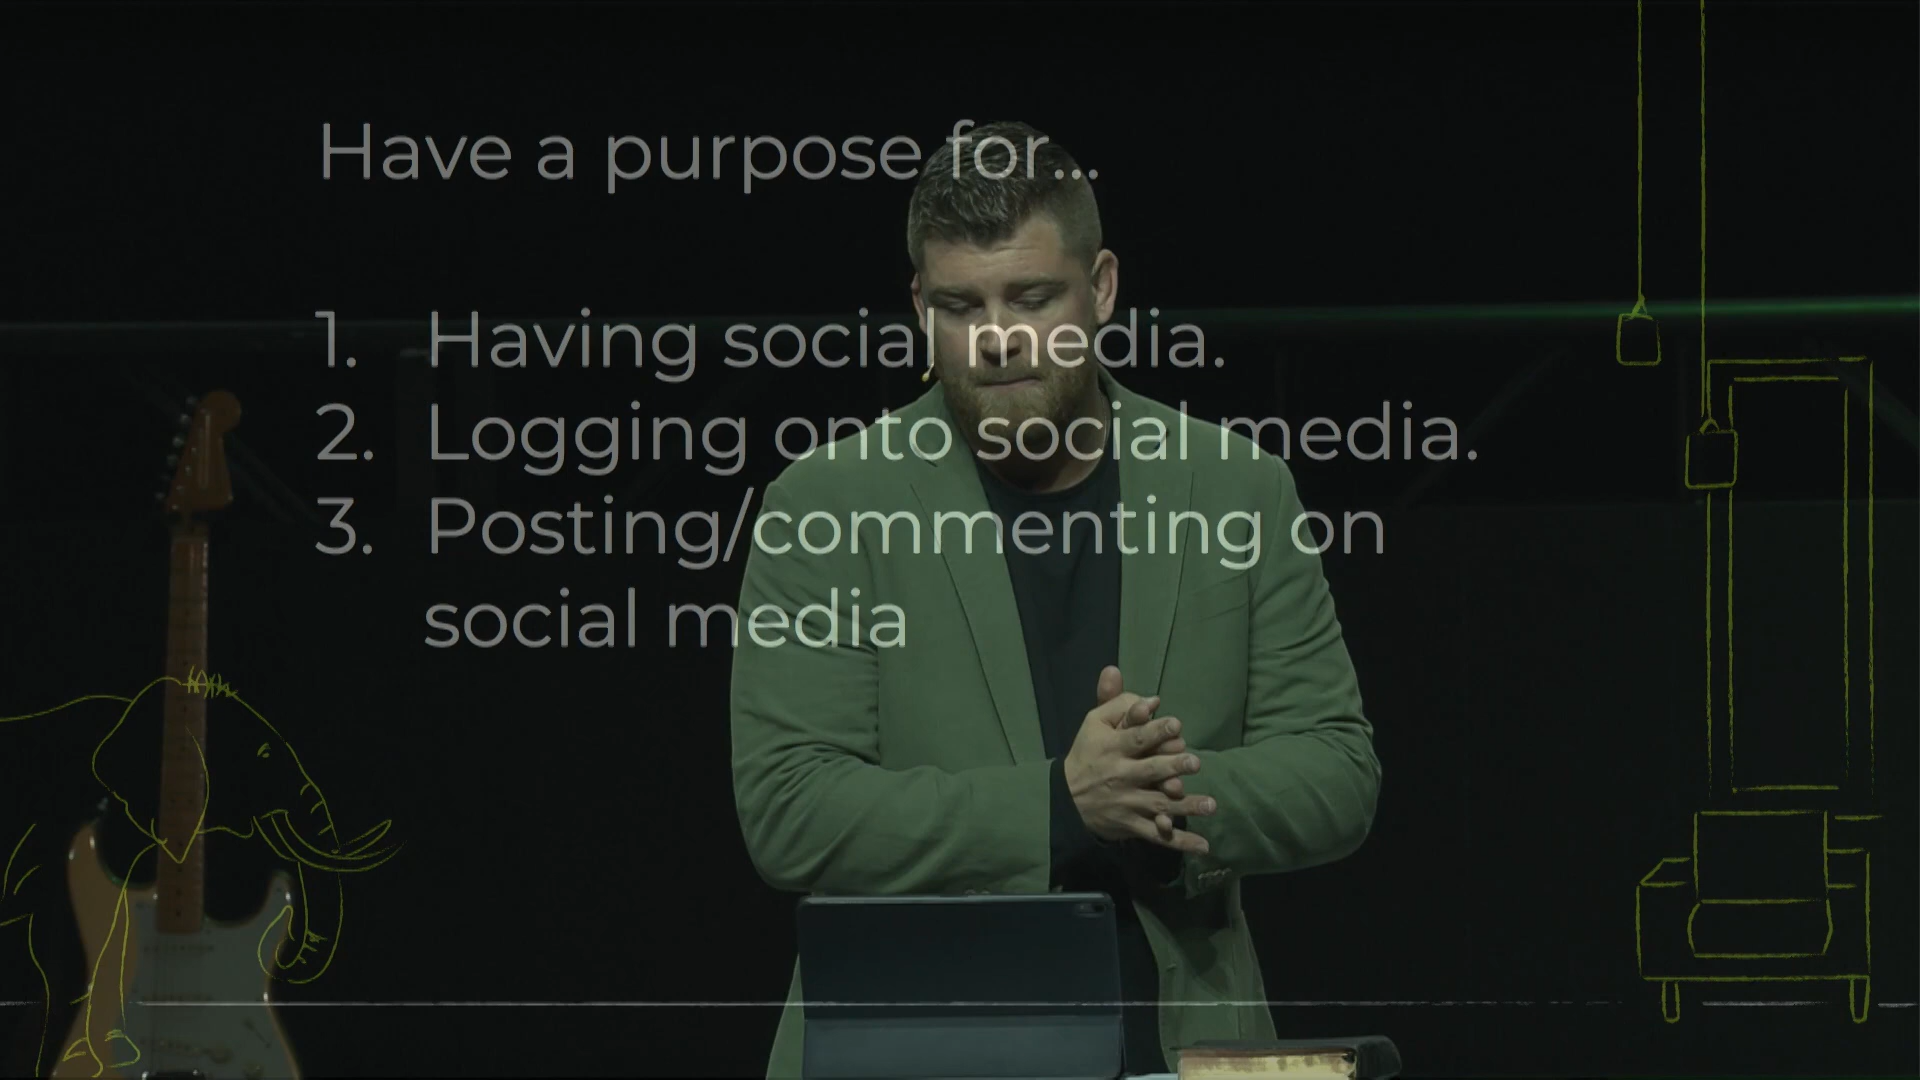 Have a purpose for...
1. Having social media.
2. Logging onto social media.
3. Posting/commenting on
social media